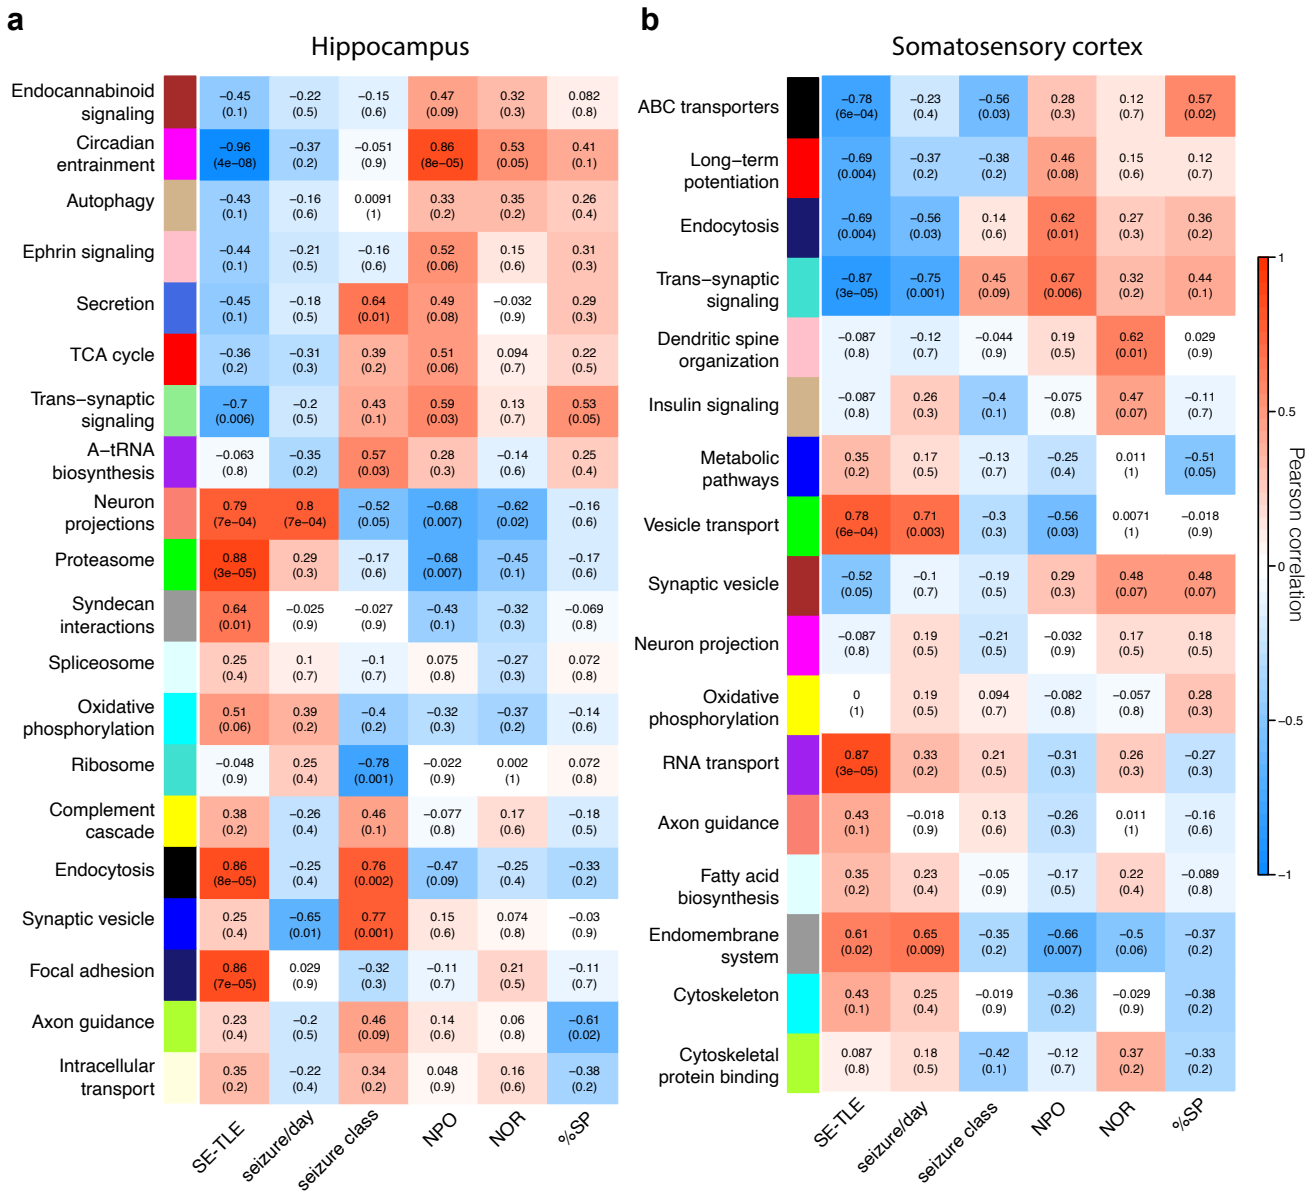 a
Hippocampus
Endocannabinoid
signaling
−0.45 −0.22 −0.15 0.47 0.32 0.082
(0.1) (0.5) (0.6) (0.09) (0.3) (0.8)
Circadian
entrainment
−0.96 −0.37 −0.051 0.86 0.53 0.41
(4e−08) (0.2) (0.9) (8e−05) (0.05) (0.1)
Autophagy
−0.43 −0.16 0.0091 0.33 0.35 0.26
(0.1) (0.6) (1) (0.2) (0.2) (0.4)
Ephrin signaling
−0.44 −0.21 −0.16 0.52 0.15 0.31
(0.1) (0.5) (0.6) (0.06) (0.6) (0.3)
Secretion
−0.45 −0.18 0.64 0.49 −0.032 0.29
(0.1) (0.5) (0.01) (0.08) (0.9) (0.3)
TCA cycle
−0.36 −0.31 0.39 0.51 0.094 0.22
(0.2) (0.3) (0.2) (0.06) (0.7) (0.5)
Trans−synaptic
signaling
−0.7 −0.2 0.43 0.59 0.13 0.53
(0.006) (0.5) (0.1) (0.03) (0.7) (0.05)
A−tRNA
biosynthesis
−0.063 −0.35 0.57 0.28 −0.14 0.25
(0.8) (0.2) (0.03) (0.3) (0.6) (0.4)
Neuron
projections
0.79 0.8 −0.52 −0.68 −0.62 −0.16
(7e−04) (7e−04) (0.05) (0.007) (0.02) (0.6)
Proteasome
0.88 0.29 −0.17 −0.68 −0.45 −0.17
(3e−05) (0.3) (0.6) (0.007) (0.1) (0.6)
Syndecan
interactions
0.64 −0.025 −0.027 −0.43 −0.32 −0.069
(0.01) (0.9) (0.9) (0.1) (0.3) (0.8)
Spliceosome
0.25 0.1 −0.1 0.075 −0.27 0.072
(0.4) (0.7) (0.7) (0.8) (0.3) (0.8)
Oxidative
phosphorylation
0.51 0.39 −0.4 −0.32 −0.37 −0.14
(0.06) (0.2) (0.2) (0.3) (0.2) (0.6)
Ribosome
−0.048 0.25 −0.78 −0.022 0.002 0.072
(0.9) (0.4) (0.001) (0.9) (1) (0.8)
Complement
cascade
0.38 −0.26 0.46 −0.077 0.17 −0.18
(0.2) (0.4) (0.1) (0.8) (0.6) (0.5)
Endocytosis
0.86 −0.25 0.76 −0.47 −0.25 −0.33
(8e−05) (0.4) (0.002) (0.09) (0.4) (0.2)
Synaptic vesicle
0.25 −0.65 0.77 0.15 0.074 −0.03
(0.4) (0.01) (0.001) (0.6) (0.8) (0.9)
Focal adhesion
0.86 0.029 −0.32 −0.11 0.21 −0.11
(7e−05) (0.9) (0.3) (0.7) (0.5) (0.7)
Axon guidance
0.23 −0.2 0.46 0.14 0.06 −0.61
(0.4) (0.5) (0.09) (0.6) (0.8) (0.02)
Intracellular
transport
0.35 −0.22 0.34 0.048 0.16 −0.38
(0.2) (0.4) (0.2) (0.9) (0.6) (0.2)
SE-TLE seizure/day seizure class NPO NOR %SP
b
Somatosensory cortex
ABC transporters
−0.78 −0.23 −0.56 0.28 0.12 0.57
(6e−04) (0.4) (0.03) (0.3) (0.7) (0.02)
Long−term
potentiation
−0.69 −0.37 −0.38 0.46 0.15 0.12
(0.004) (0.2) (0.2) (0.08) (0.6) (0.7)
Endocytosis
−0.69 −0.56 0.14 0.62 0.27 0.36
(0.004) (0.03) (0.6) (0.01) (0.3) (0.2)
Trans−synaptic
signaling
−0.87 −0.75 0.45 0.67 0.32 0.44
(3e−05) (0.001) (0.09) (0.006) (0.2) (0.1)
Dendritic spine
organization
−0.087 −0.12 −0.044 0.19 0.62 0.029
(0.8) (0.7) (0.9) (0.5) (0.01) (0.9)
Insulin signaling
−0.087 0.26 −0.4 −0.075 0.47 −0.11
(0.8) (0.3) (0.1) (0.8) (0.07) (0.7)
Metabolic
pathways
0.35 0.17 −0.13 −0.25 0.011 −0.51
(0.2) (0.5) (0.7) (0.4) (1) (0.05)
Vesicle transport
0.78 0.71 −0.3 −0.56 0.0071 −0.018
(6e−04) (0.003) (0.3) (0.03) (1) (0.9)
Synaptic vesicle
−0.52 −0.1 −0.19 0.29 0.48 0.48
(0.05) (0.7) (0.5) (0.3) (0.07) (0.07)
Neuron projection
−0.087 0.19 −0.21 −0.032 0.17 0.18
(0.8) (0.5) (0.5) (0.9) (0.5) (0.5)
Oxidative
phosphorylation
0 0.19 0.094 −0.082 −0.057 0.28
(1) (0.5) (0.7) (0.8) (0.8) (0.3)
RNA transport
0.87 0.33 0.21 −0.31 0.26 −0.27
(3e−05) (0.2) (0.5) (0.3) (0.3) (0.3)
Axon guidance
0.43 −0.018 0.13 −0.26 0.011 −0.16
(0.1) (0.9) (0.6) (0.3) (1) (0.6)
Fatty acid
biosynthesis
0.35 0.23 −0.05 −0.17 0.22 −0.089
(0.2) (0.4) (0.9) (0.5) (0.4) (0.8)
Endomembrane
system
0.61 0.65 −0.35 −0.66 −0.5 −0.37
(0.02) (0.009) (0.2) (0.007) (0.06) (0.2)
Cytoskeleton
0.43 0.25 −0.019 −0.36 −0.029 −0.38
(0.1) (0.4) (0.9) (0.2) (0.9) (0.2)
Cytoskeletal
protein binding
0.087 0.18 −0.42 −0.12 0.37 −0.33
(0.8) (0.5) (0.1) (0.7) (0.2) (0.2)
SE-TLE seizure/day seizure class NPO NOR %SP
1
0.5
0
−0.5
−1
Pearson correlation